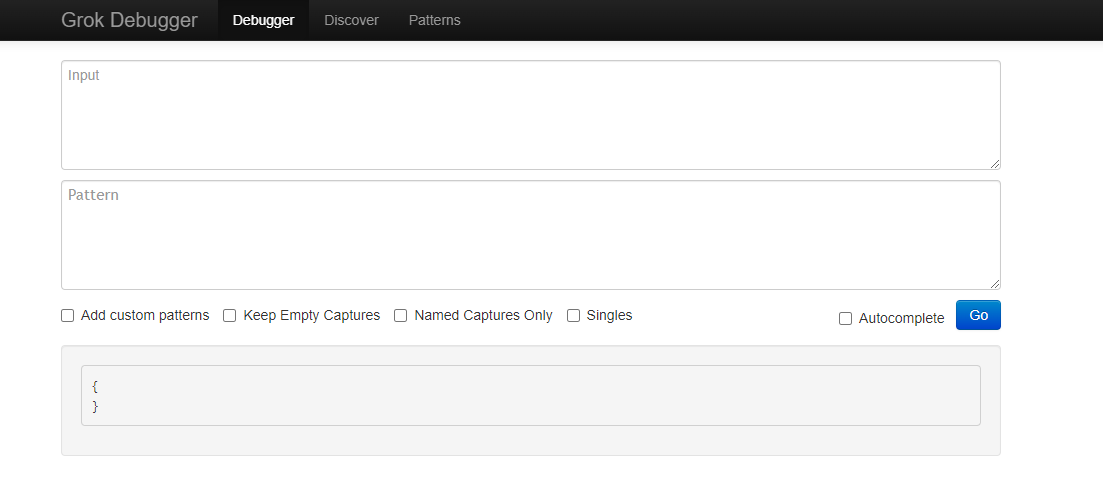 Grok Debugger Debugger Discover Patterns
Input
Pattern
Add custom patterns Keep Empty Captures Named Captures Only Singles Autocomplete Go
{
}